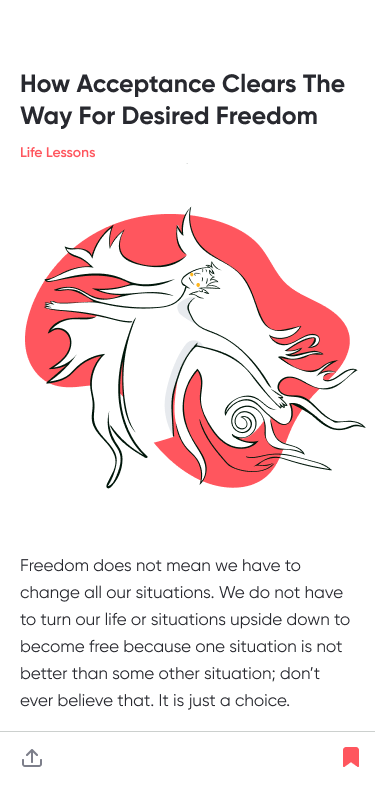 How Acceptance Clears The
Way For Desired Freedom
Life Lessons
Freedom does not mean we have to
change all our situations. We do not have
to turn our life or situations upside down to
become free because one situation is not
better than some other situation; don’t
ever believe that. It is just a choice.